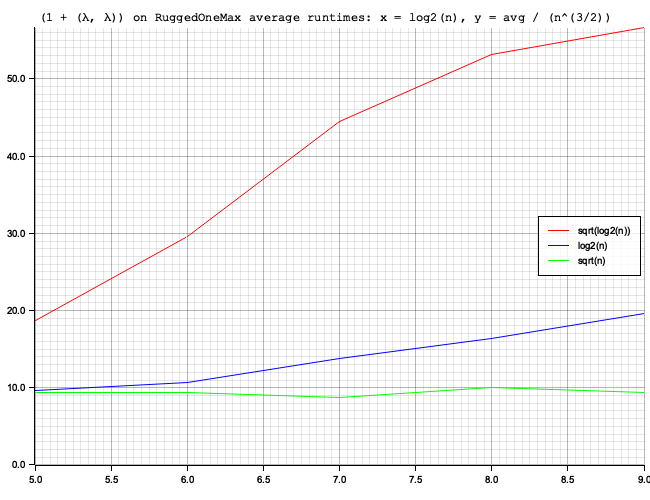 (1 + (λ, λ)) on RuggedOneMax average runtimes: x = log2(n), y = avg / (n^(3/2))
50.0
40.0
30.0
20.0
10.0
0.0
sqrt(log2(n))
log2(n)
sqrt(n)
5.0 5.5 6.0 6.5 7.0 7.5 8.0 8.5 9.0